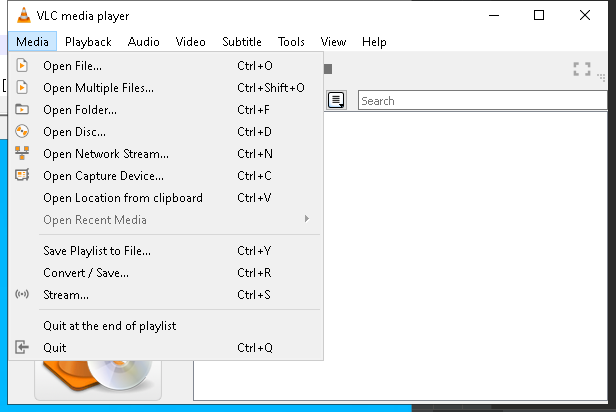 VLC media player
Media Playback Audio Video Subtitle Tools View Help
Open File... Ctrl+O
Open Multiple Files... Ctrl+Shift+O
Open Folder... Ctrl+F
Open Disc... Ctrl+D
Open Network Stream... Ctrl+N
Open Capture Device... Ctrl+C
Open Location from clipboard Ctrl+V
Open Recent Media
Save Playlist to File... Ctrl+Y
Convert / Save... Ctrl+R
Stream... Ctrl+S
Quit at the end of playlist
Quit Ctrl+Q
Search